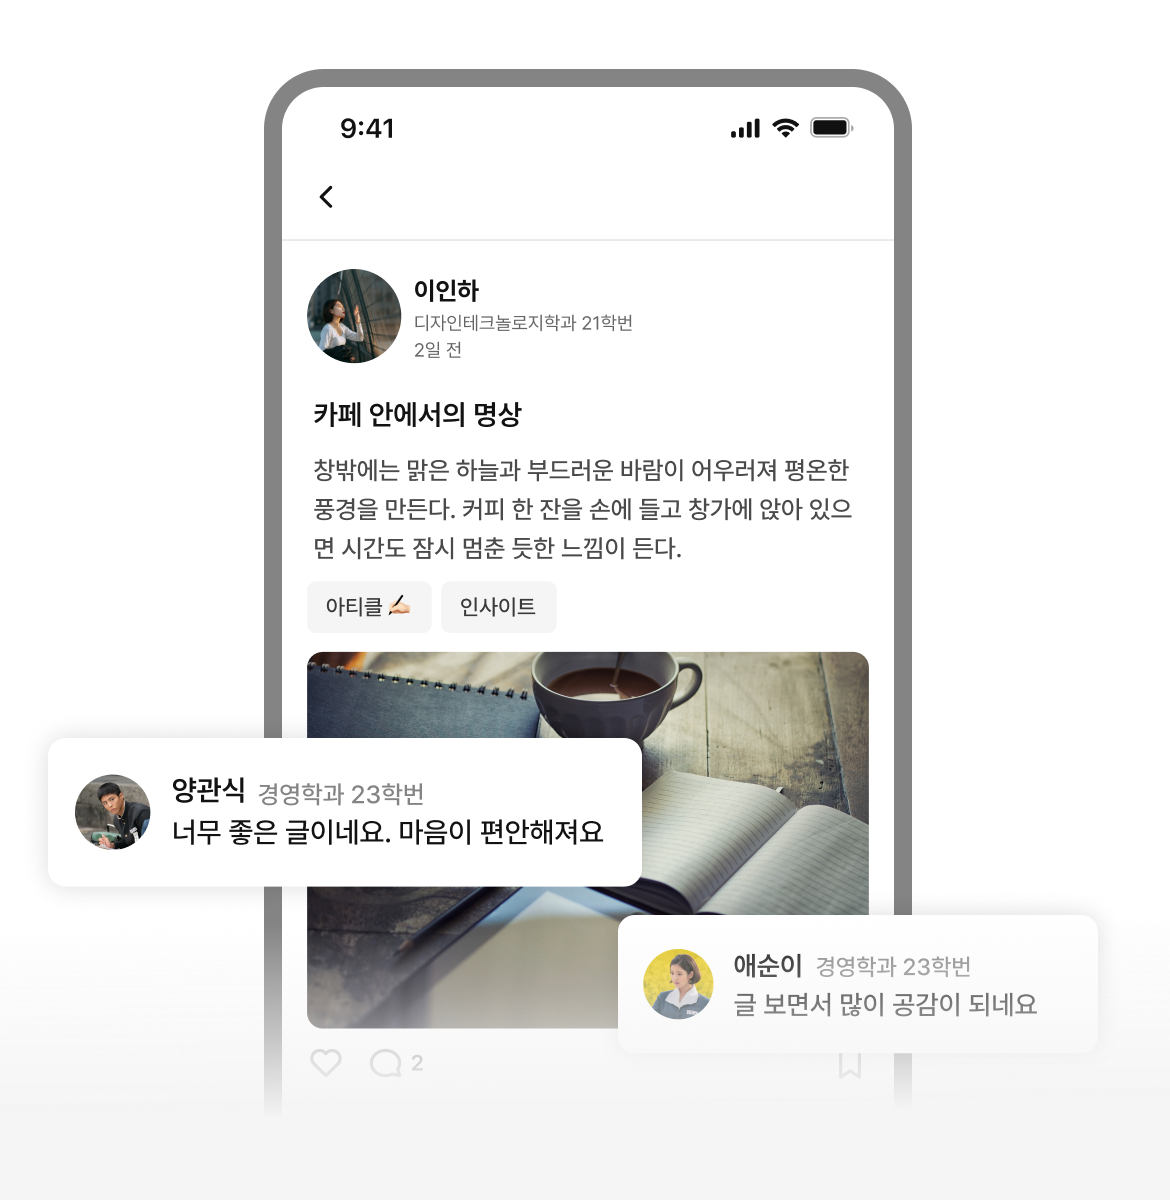 9:41
이인하
디자인테크놀로지학과 21학번
2일 전
카페 안에서의 명상
창밖에는 맑은 하늘과 부드러운 바람이 어우러져 평온한
풍경을 만든다. 커피 한 잔을 손에 들고 창가에 앉아 있으
면 시간도 잠시 멈춘 듯한 느낌이 든다.
아티클 ✍🏻 인사이트
양관식 경영학과 23학번
너무 좋은 글이네요. 마음이 편안해져요
애순이 경영학과 23학번
글 보면서 많이 공감이 되네요
2